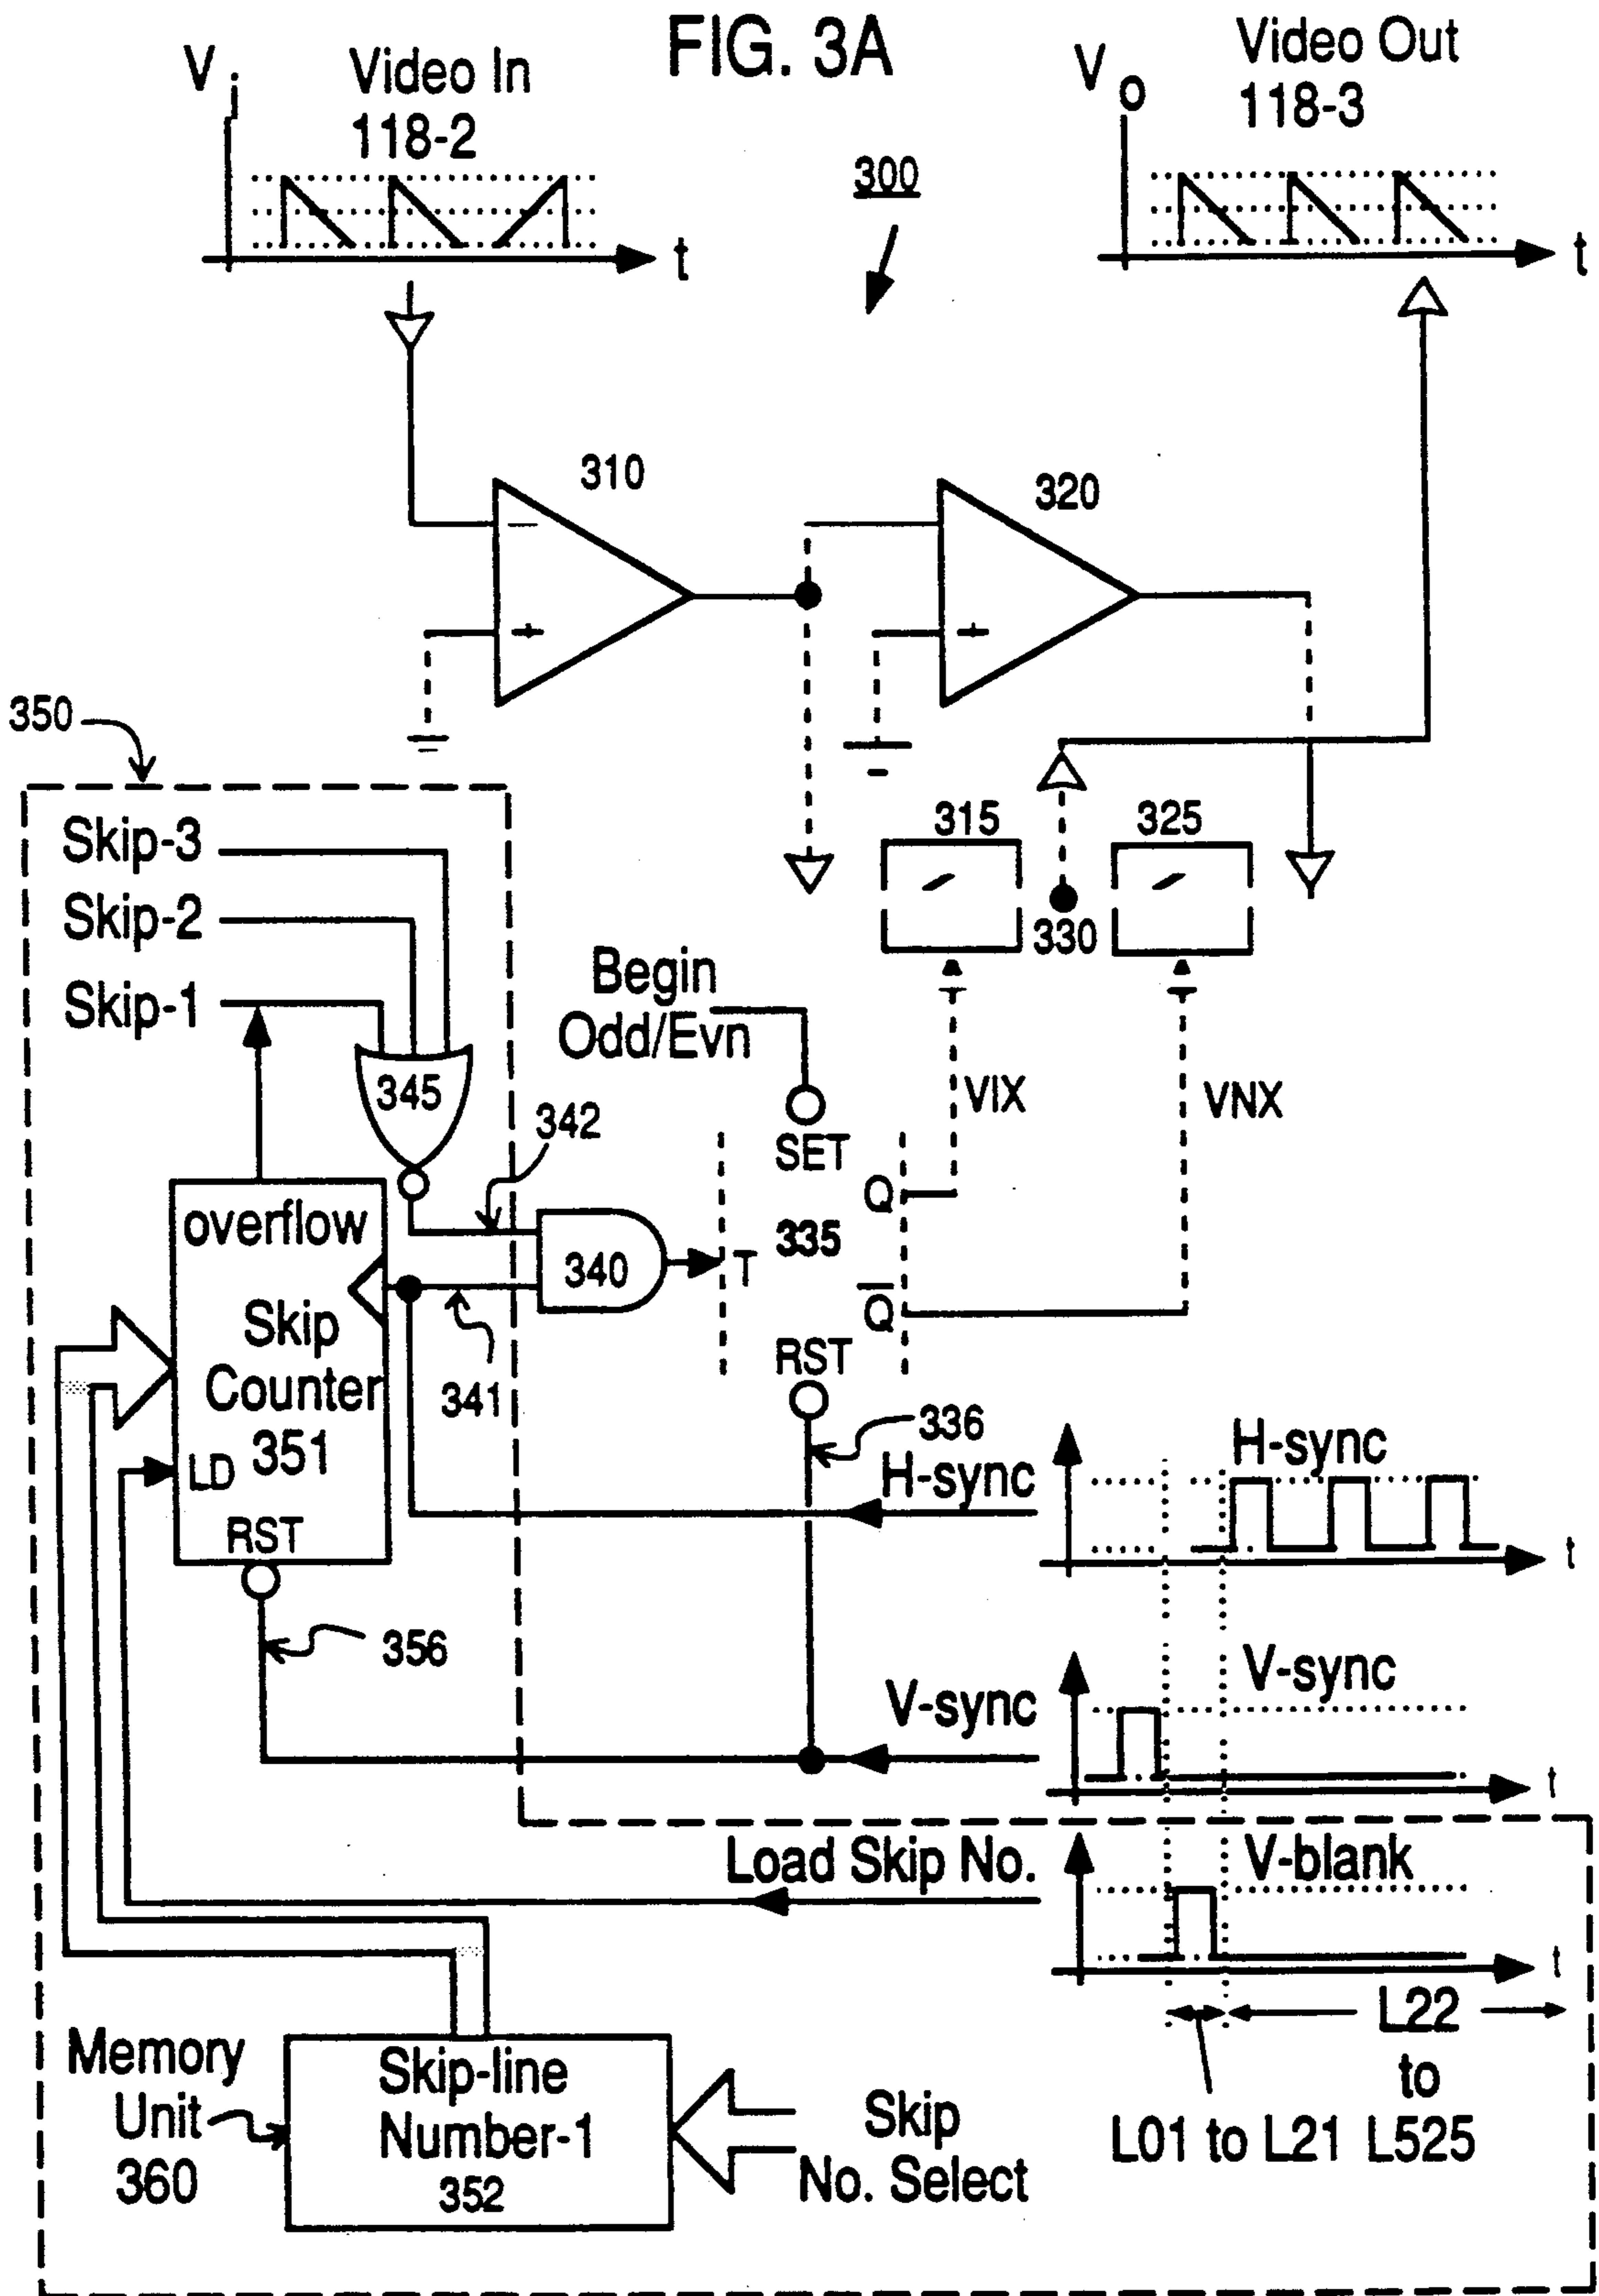 FIG. 3A
Vi
Video In
118-2
t
300
Vo
Video Out
118-3
t
310
−
+
320
+
350
Skip-3
Skip-2
Skip-1
345
342
315
325
330
Begin
Odd/Evn
VIX
VNX
SET
Q
335
T
Q̅
RST
340
341
overflow
Skip
Counter
351
LD
RST
336
H-sync
H-sync
t
356
V-sync
V-sync
t
Load Skip No.
V-blank
t
L22
to
L525
L01 to L21
Memory
Unit
360
Skip-line
Number-1
352
Skip
No. Select